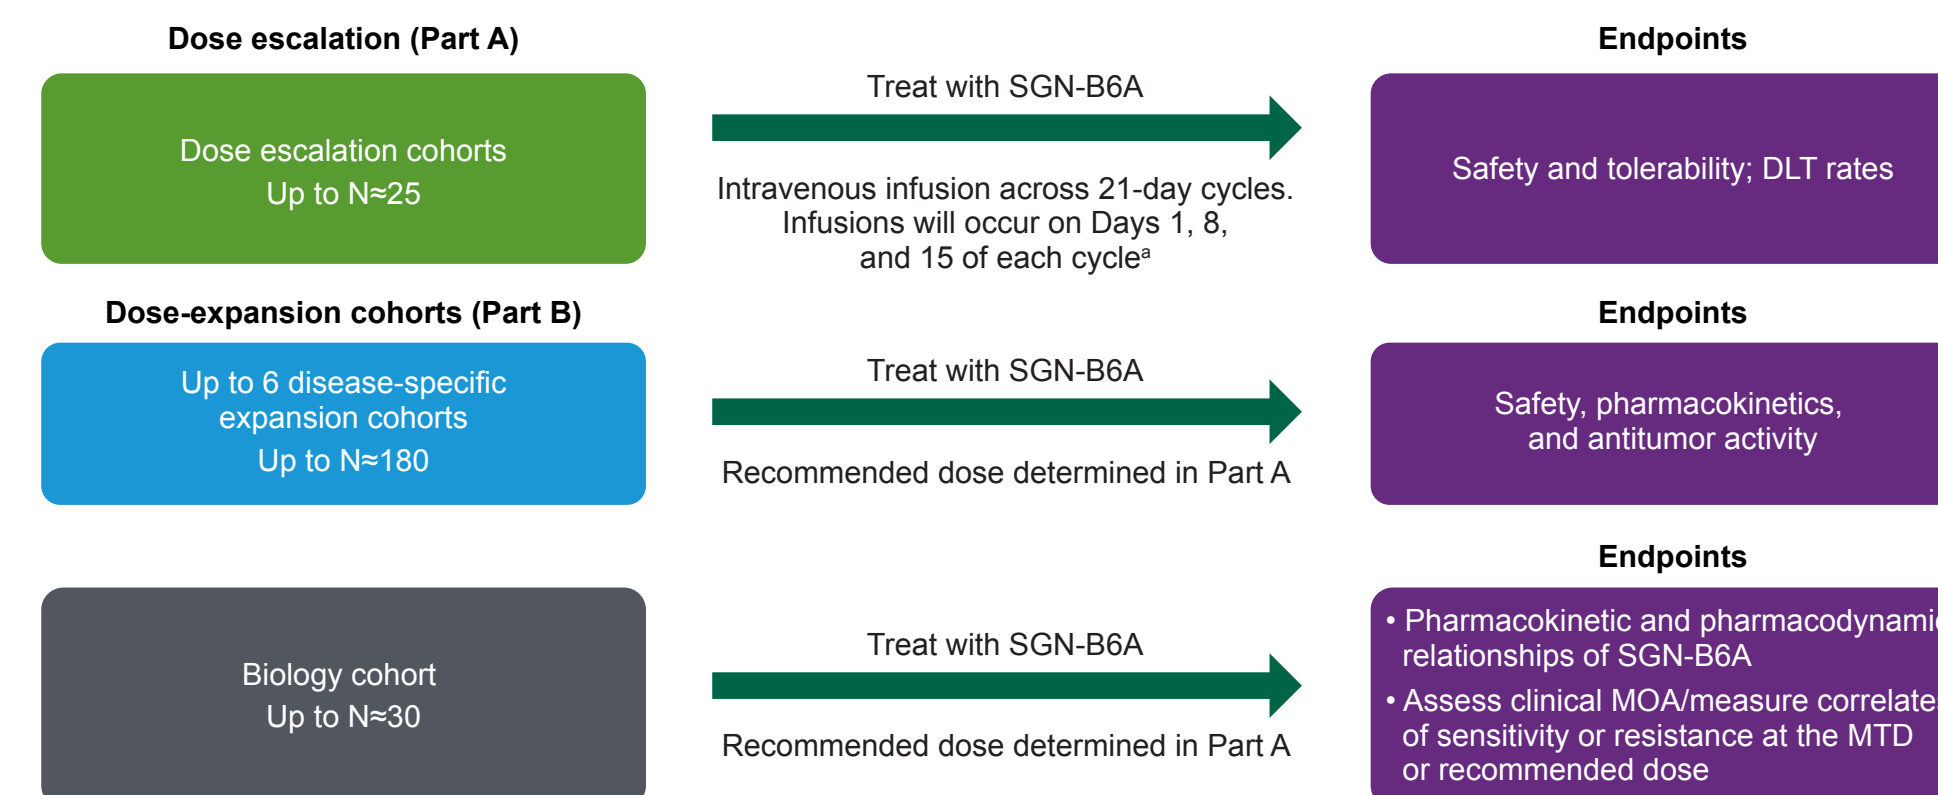 Dose escalation (Part A)
Endpoints
Dose escalation cohorts
Up to N≈25
Treat with SGN-B6A
Intravenous infusion across 21-day cycles.
Infusions will occur on Days 1, 8,
and 15 of each cycleᵃ
Safety and tolerability; DLT rates
Dose-expansion cohorts (Part B)
Endpoints
Up to 6 disease-specific
expansion cohorts
Up to N≈180
Treat with SGN-B6A
Recommended dose determined in Part A
Safety, pharmacokinetics,
and antitumor activity
Endpoints
Biology cohort
Up to N≈30
Treat with SGN-B6A
Recommended dose determined in Part A
• Pharmacokinetic and pharmacodynamic
relationships of SGN-B6A
• Assess clinical MOA/measure correlates
of sensitivity or resistance at the MTD
or recommended dose